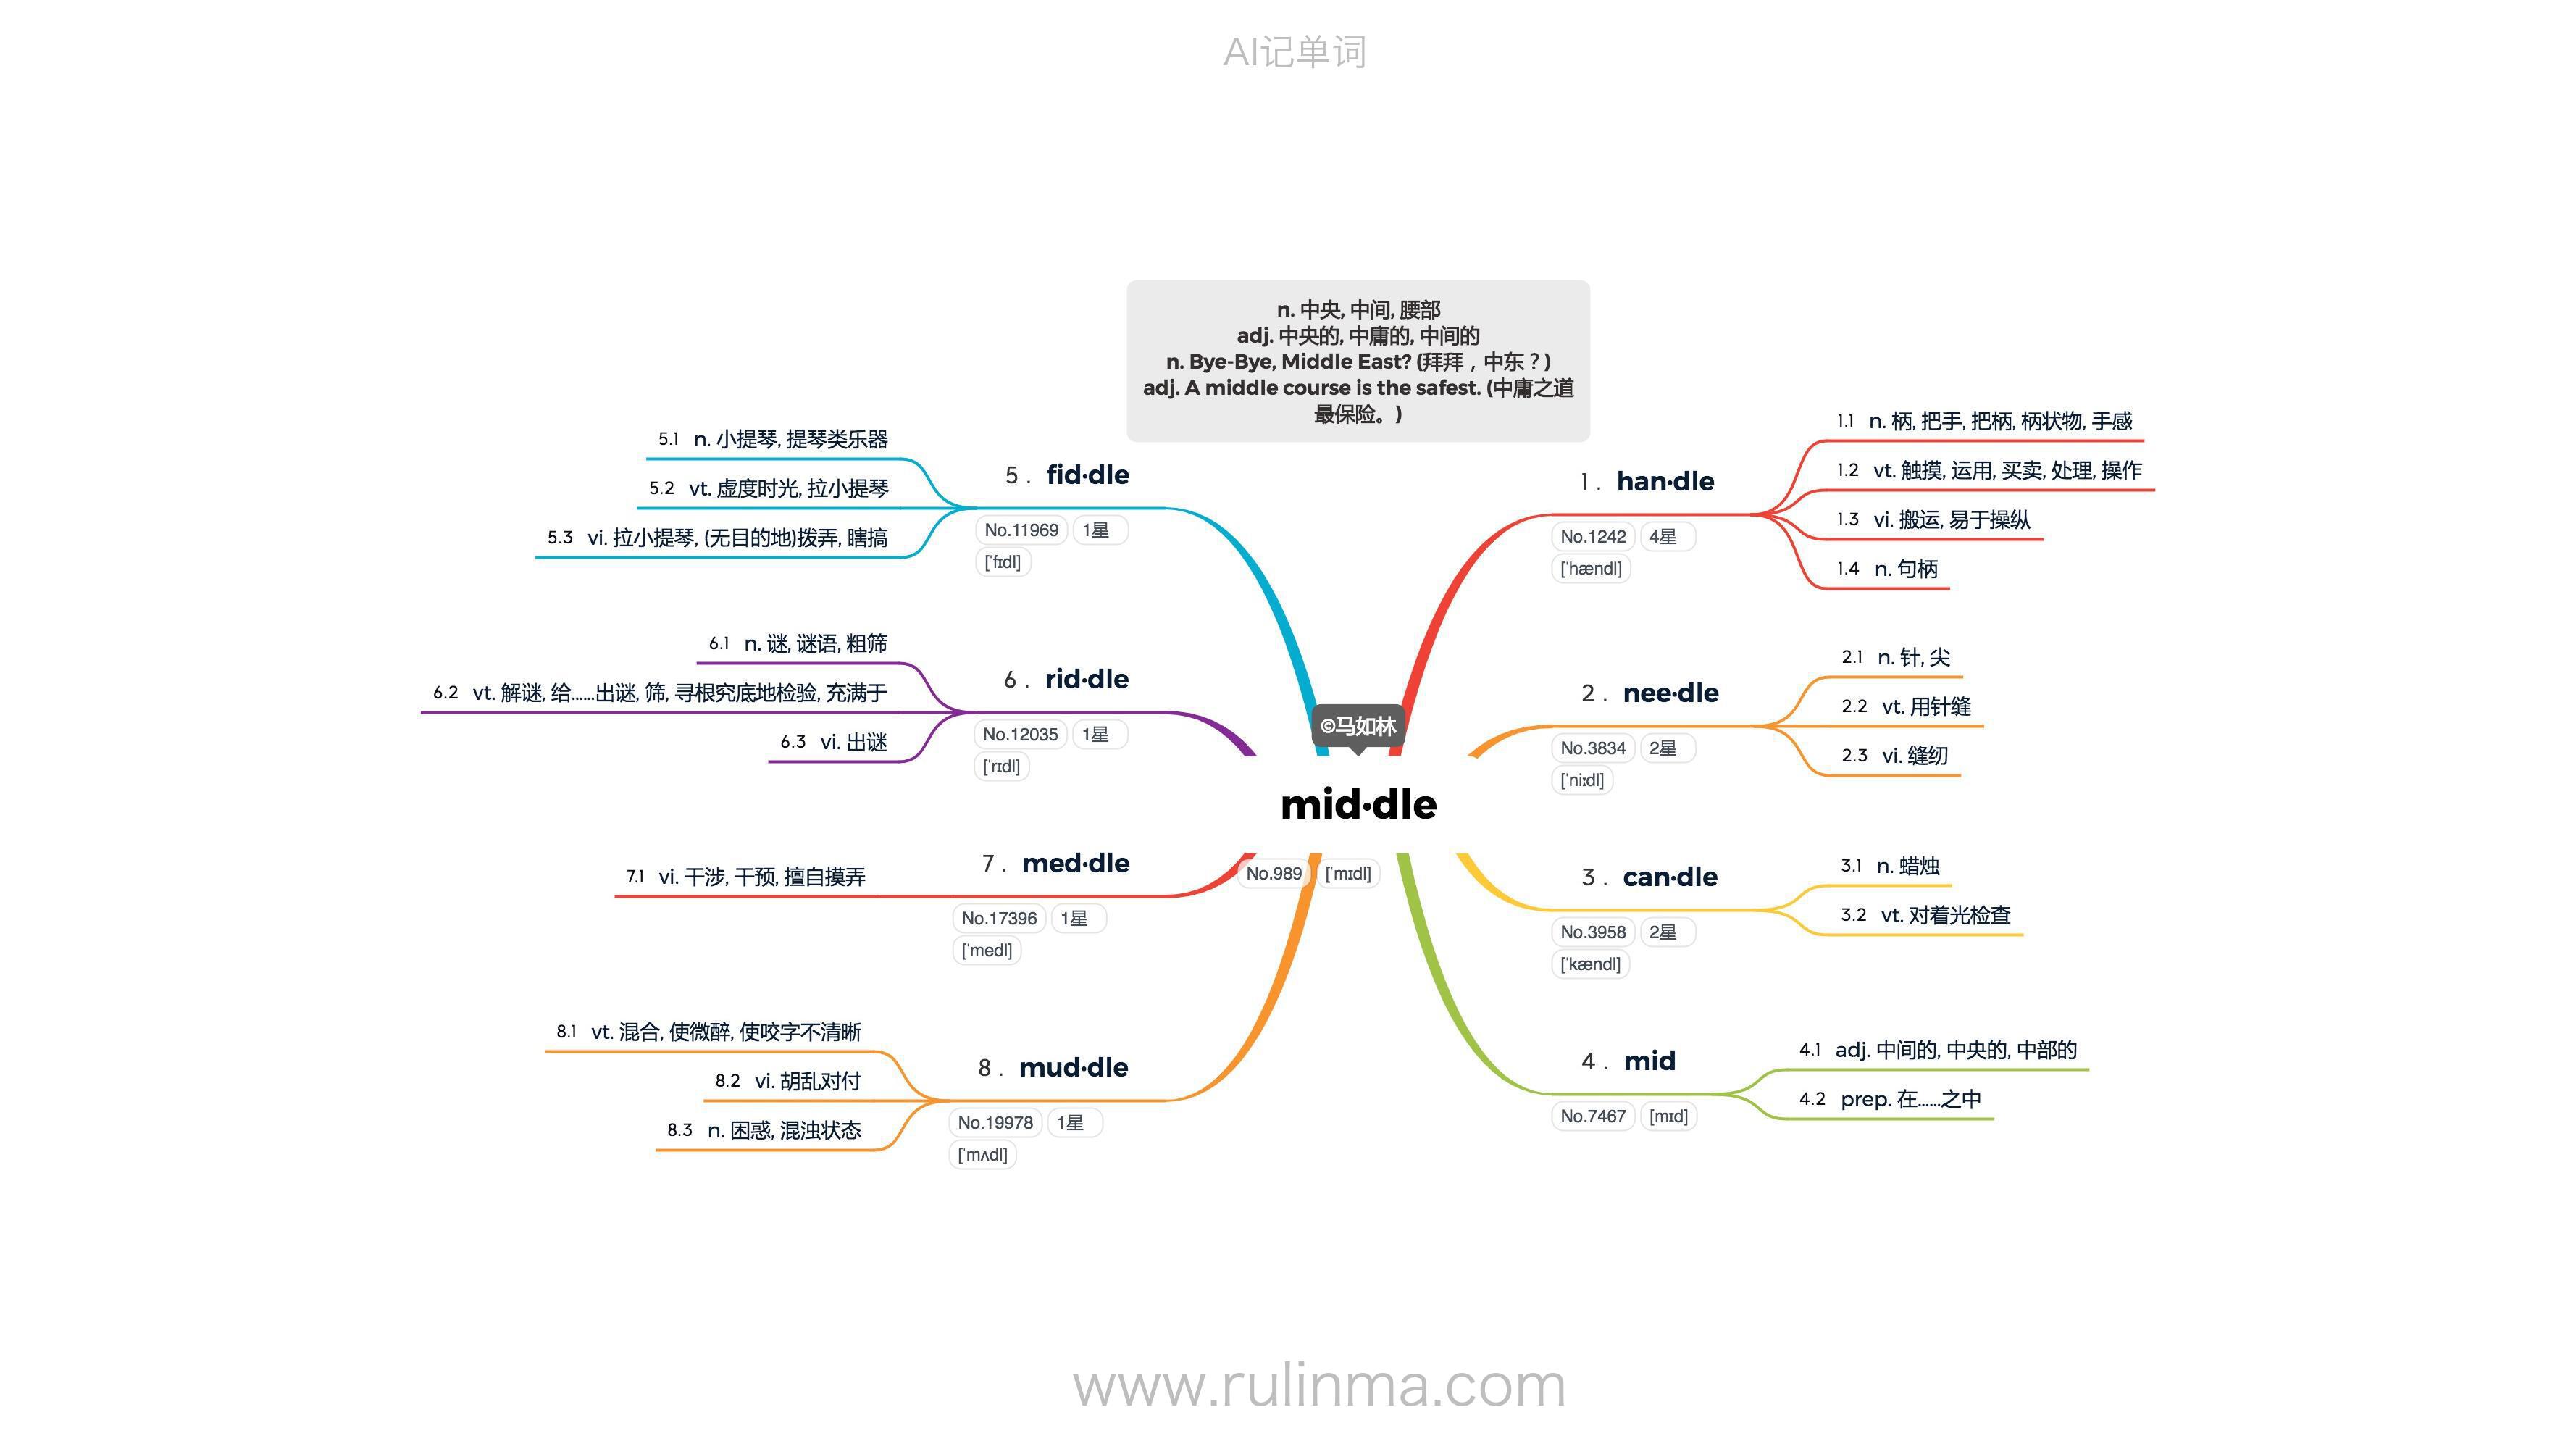 AI记单词
n. 中央, 中间, 腰部
adj. 中央的, 中庸的, 中间的
n. Bye-Bye, Middle East? (拜拜，中东？)
adj. A middle course is the safest. (中庸之道
最保险。)
©马如林
mid·dle
No.989 [ˈmɪdl]
1. han·dle
No.1242 4星
[ˈhændl]
1.1 n. 柄, 把手, 把柄, 柄状物, 手感
1.2 vt. 触摸, 运用, 买卖, 处理, 操作
1.3 vi. 搬运, 易于操纵
1.4 n. 句柄
2. nee·dle
No.3834 2星
[ˈniːdl]
2.1 n. 针, 尖
2.2 vt. 用针缝
2.3 vi. 缝纫
3. can·dle
No.3958 2星
[ˈkændl]
3.1 n. 蜡烛
3.2 vt. 对着光检查
4. mid
No.7467 [mɪd]
4.1 adj. 中间的, 中央的, 中部的
4.2 prep. 在……之中
5. fid·dle
No.11969 1星
[ˈfɪdl]
5.1 n. 小提琴, 提琴类乐器
5.2 vt. 虚度时光, 拉小提琴
5.3 vi. 拉小提琴, (无目的地)拨弄, 瞎搞
6. rid·dle
No.12035 1星
[ˈrɪdl]
6.1 n. 谜, 谜语, 粗筛
6.2 vt. 解谜, 给……出谜, 筛, 寻根究底地检验, 充满于
6.3 vi. 出谜
7. med·dle
No.17396 1星
[ˈmedl]
7.1 vi. 干涉, 干预, 擅自摸弄
8. mud·dle
No.19978 1星
[ˈmʌdl]
8.1 vt. 混合, 使微醉, 使咬字不清晰
8.2 vi. 胡乱对付
8.3 n. 困惑, 混浊状态
www.rulinma.com